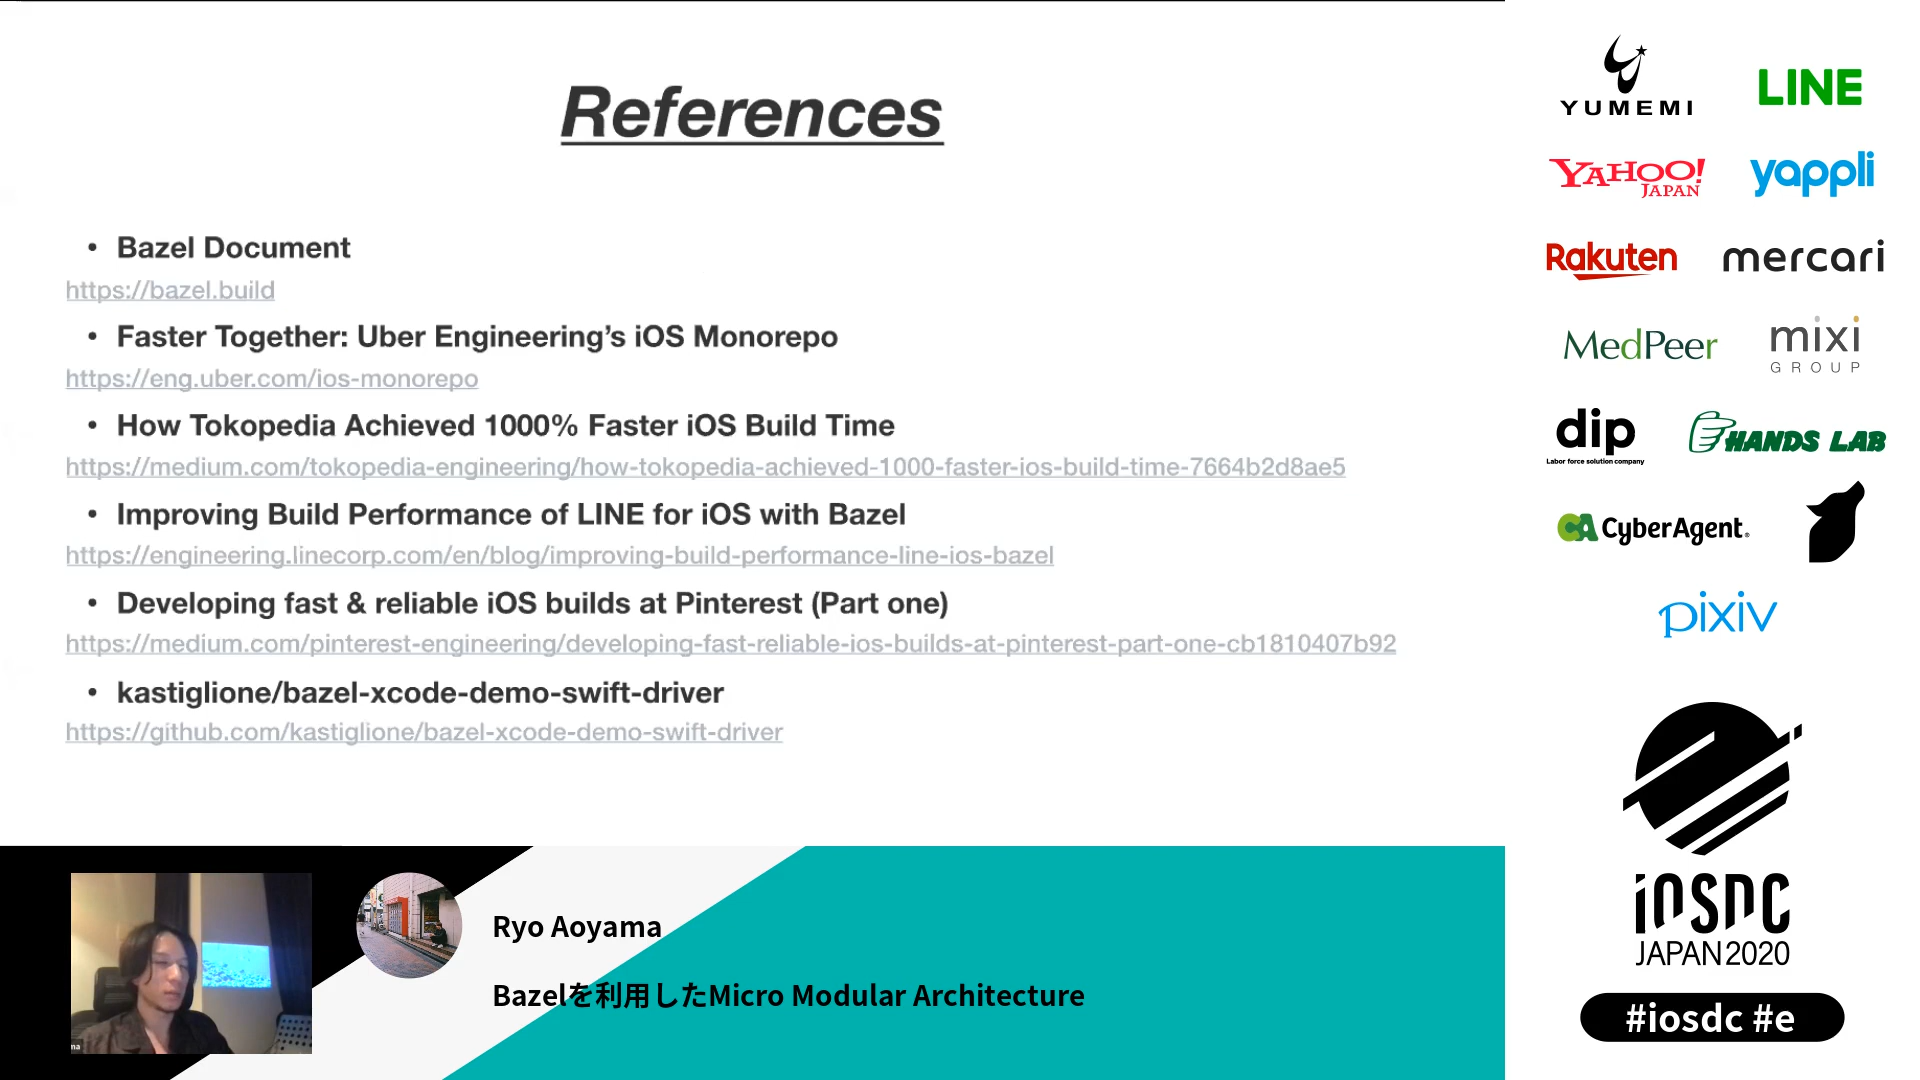 References
• Bazel Document
https://bazel.build
• Faster Together: Uber Engineering’s iOS Monorepo
https://eng.uber.com/ios-monorepo
• How Tokopedia Achieved 1000% Faster iOS Build Time
https://medium.com/tokopedia-engineering/how-tokopedia-achieved-1000-faster-ios-build-time-7664b2d8ae5
• Improving Build Performance of LINE for iOS with Bazel
https://engineering.linecorp.com/en/blog/improving-build-performance-line-ios-bazel
• Developing fast & reliable iOS builds at Pinterest (Part one)
https://medium.com/pinterest-engineering/developing-fast-reliable-ios-builds-at-pinterest-part-one-cb1810407b92
• kastiglione/bazel-xcode-demo-swift-driver
https://github.com/kastiglione/bazel-xcode-demo-swift-driver
Ryo Aoyama
Bazelを利用したMicro Modular Architecture
YUMEMI
LINE
YAHOO!
JAPAN
yappli
Rakuten
mercari
MedPeer
mixi
GROUP
dip
Labor force solution company
HANDS LAB
CA CyberAgent.
pixiv
iOSDC
JAPAN 2020
#iosdc #e